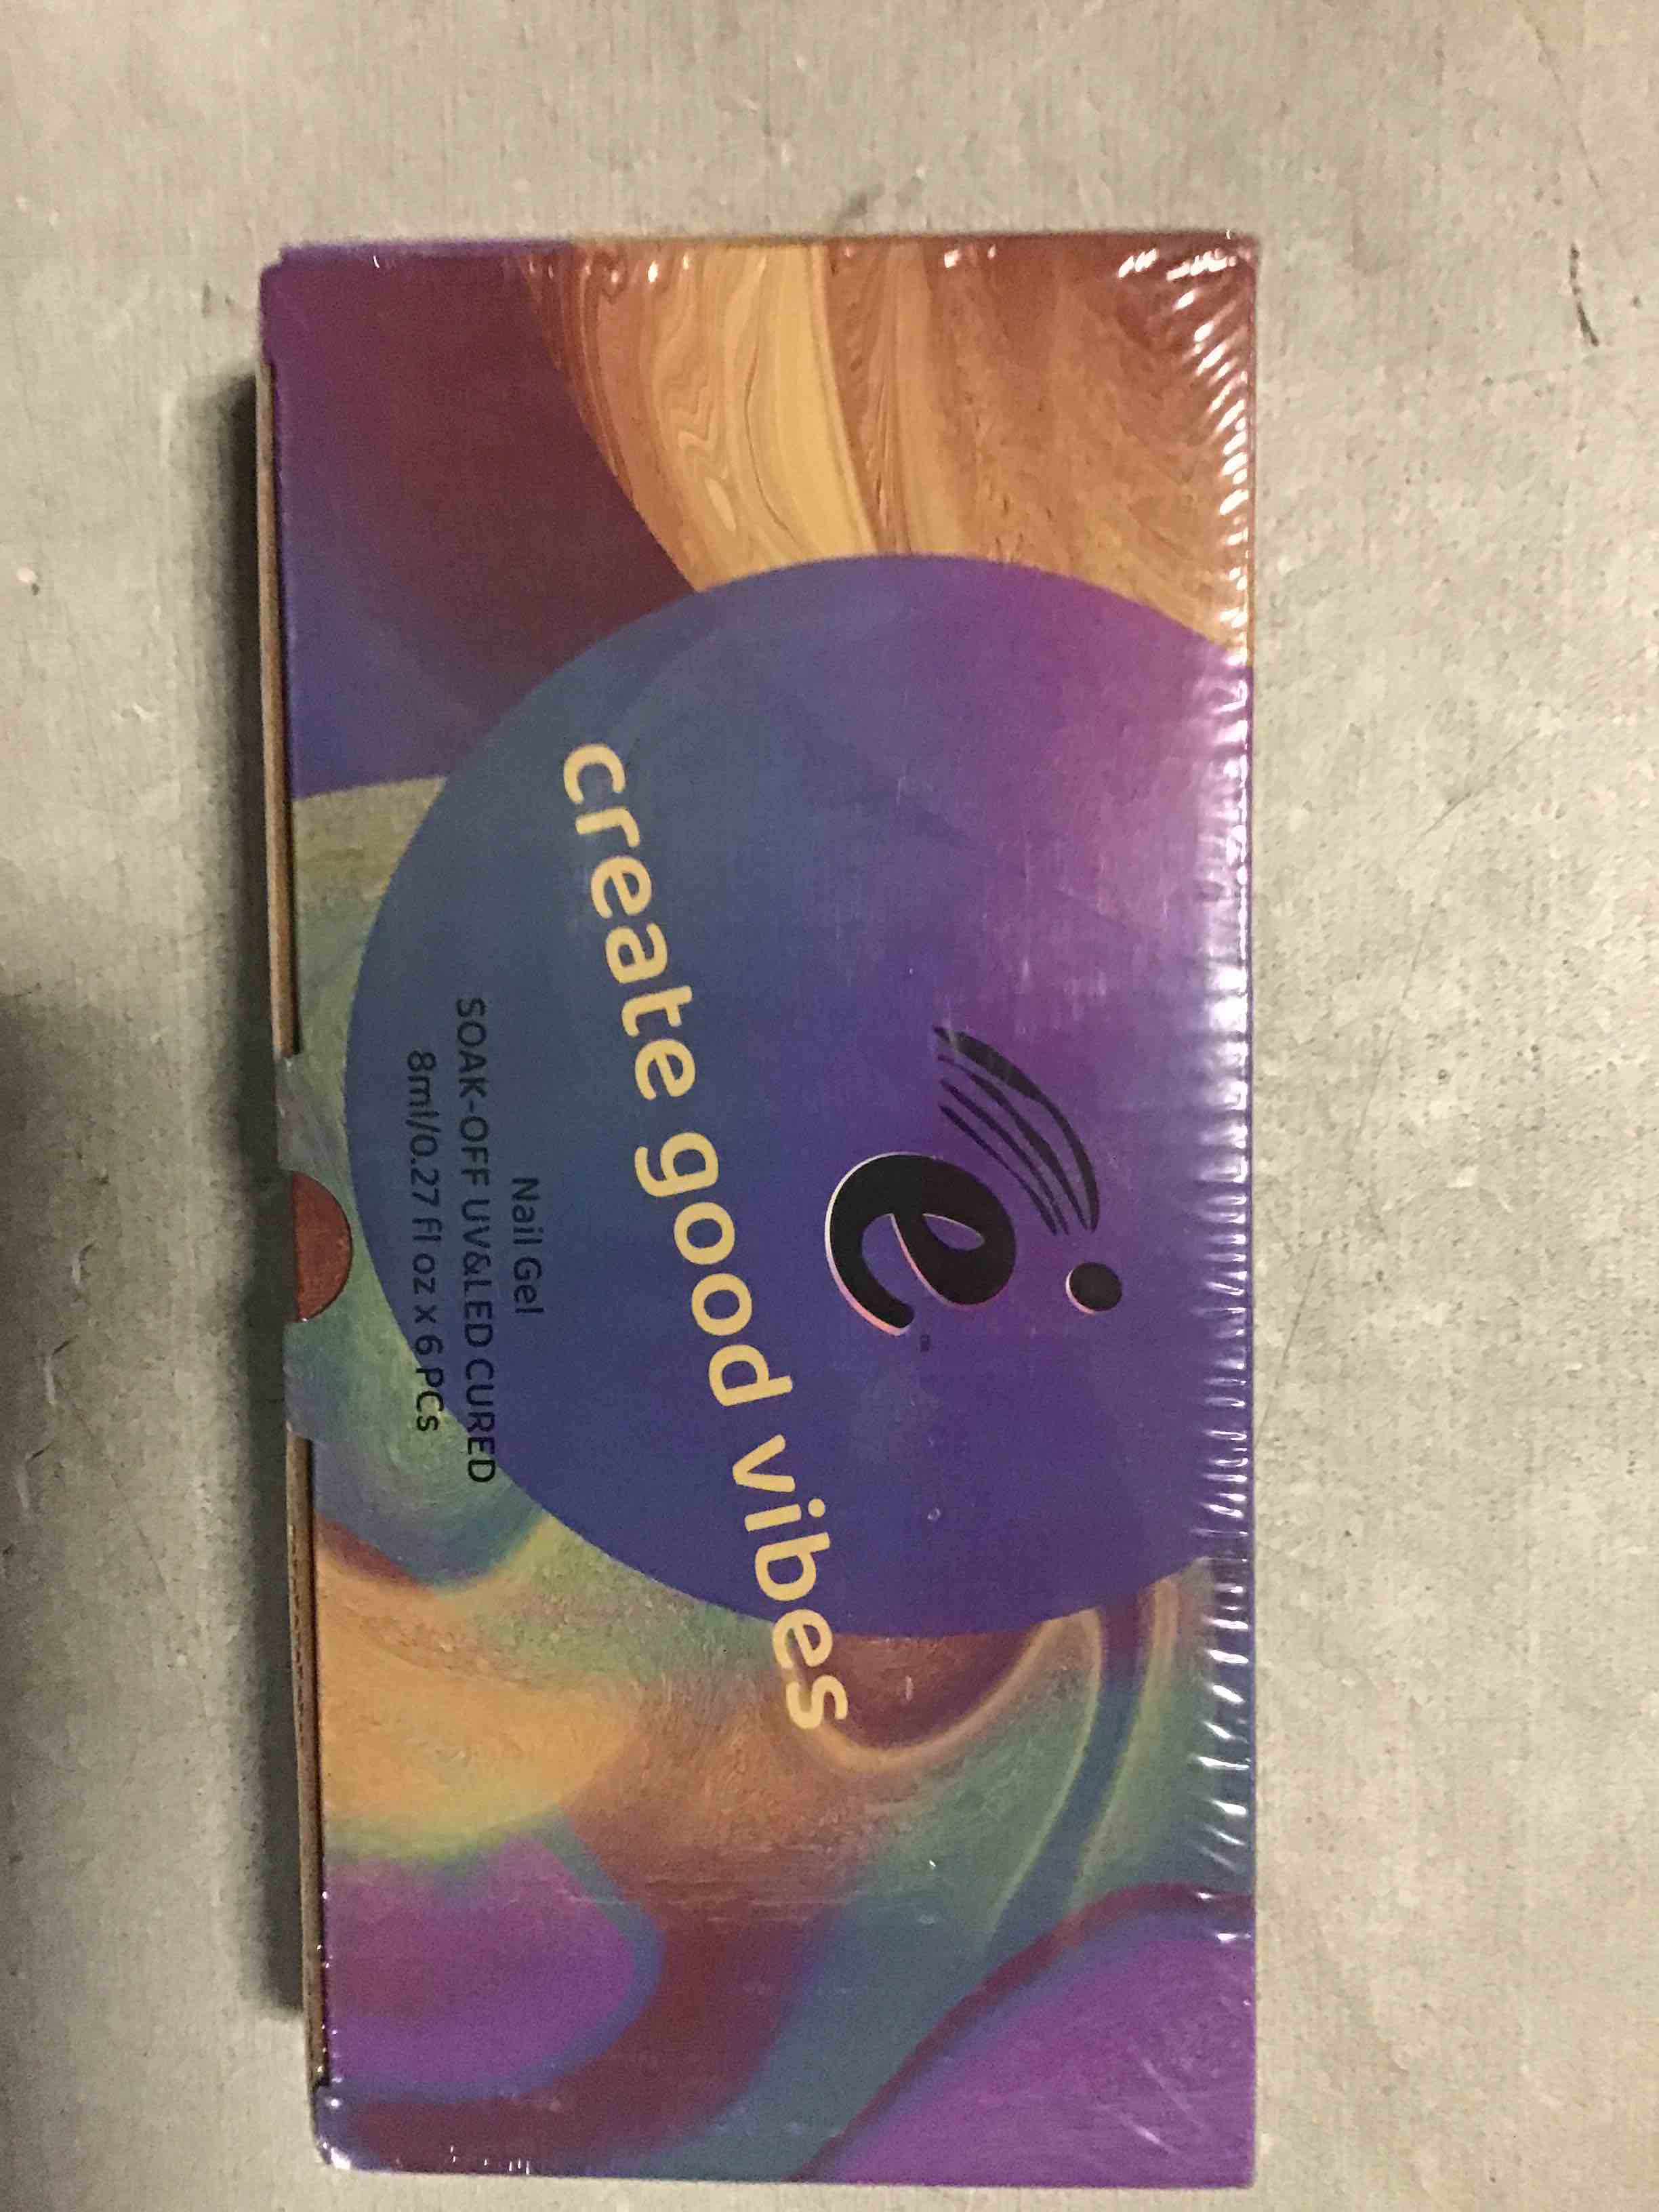 e
create good vibes
Nail Gel
SOAK-OFF UV&LED CURED
8ml/0.27 fl oz x 6 PCs